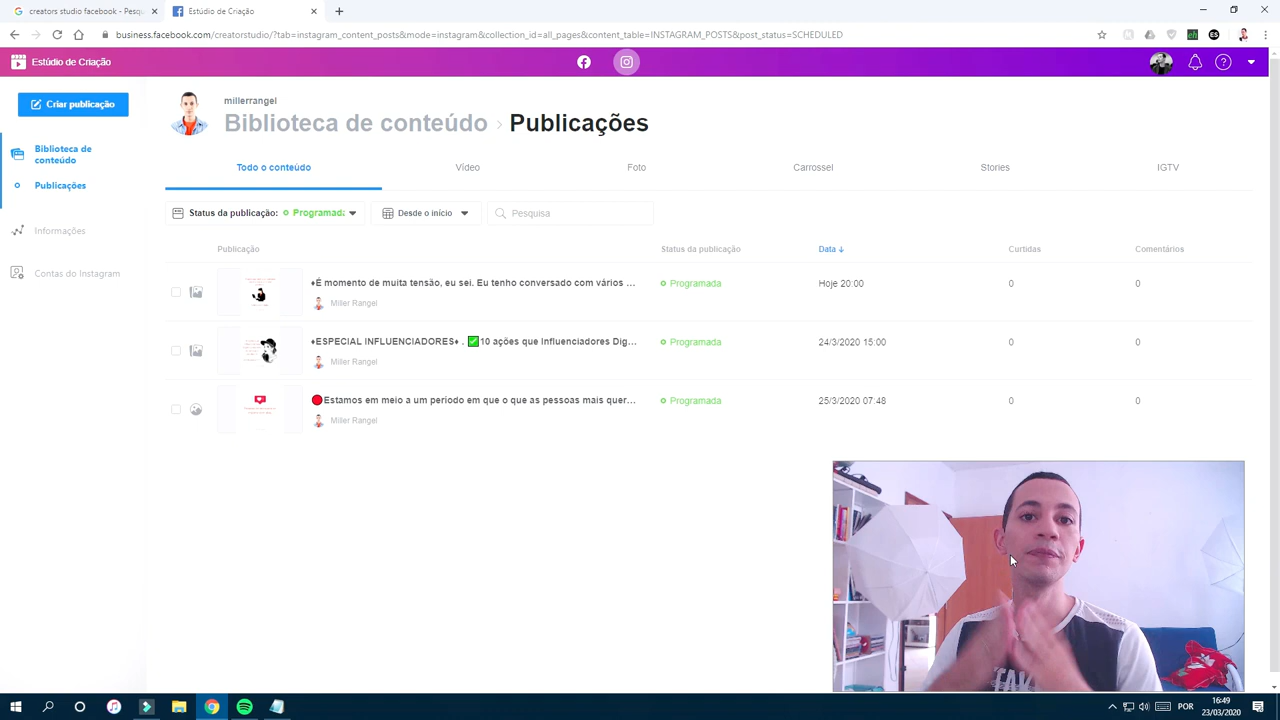 creators studio facebook - Pesqu
Estúdio de Criação
business.facebook.com/creatorstudio/?tab=instagram_content_posts&mode=instagram&collection_id=all_pages&content_table=INSTAGRAM_POSTS&post_status=SCHEDULED
Estúdio de Criação
Criar publicação
millerrangel
Biblioteca de conteúdo > Publicações
Biblioteca de
conteúdo
Publicações
Informações
Contas do Instagram
Todo o conteúdo Vídeo Foto Carrossel Stories IGTV
Status da publicação: Programada Desde o início Pesquisa
Publicação Status da publicação Data ↓ Curtidas Comentários
♦É momento de muita tensão, eu sei. Eu tenho conversado com vários ... Programada Hoje 20:00 0 0
Miller Rangel
♦ESPECIAL INFLUENCIADORES♦ . ✅10 ações que Influenciadores Dig... Programada 24/3/2020 15:00 0 0
Miller Rangel
🔴Estamos em meio a um período em que o que as pessoas mais quer... Programada 25/3/2020 07:48 0 0
Miller Rangel
POR
16:49
23/03/2020